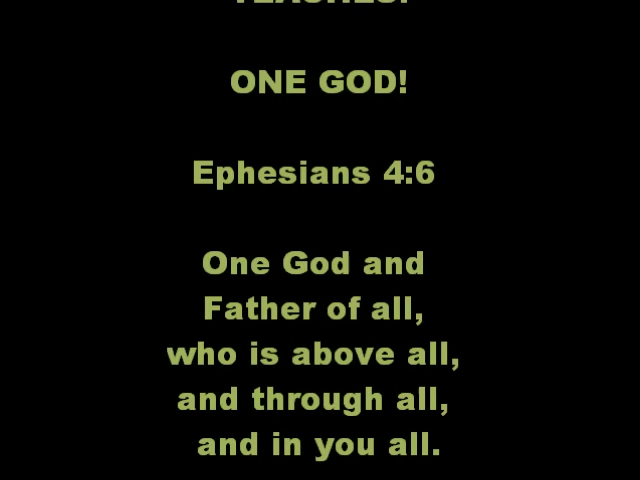 TEACHES!
ONE GOD!
Ephesians 4:6
One God and
Father of all,
who is above all,
and through all,
and in you all.